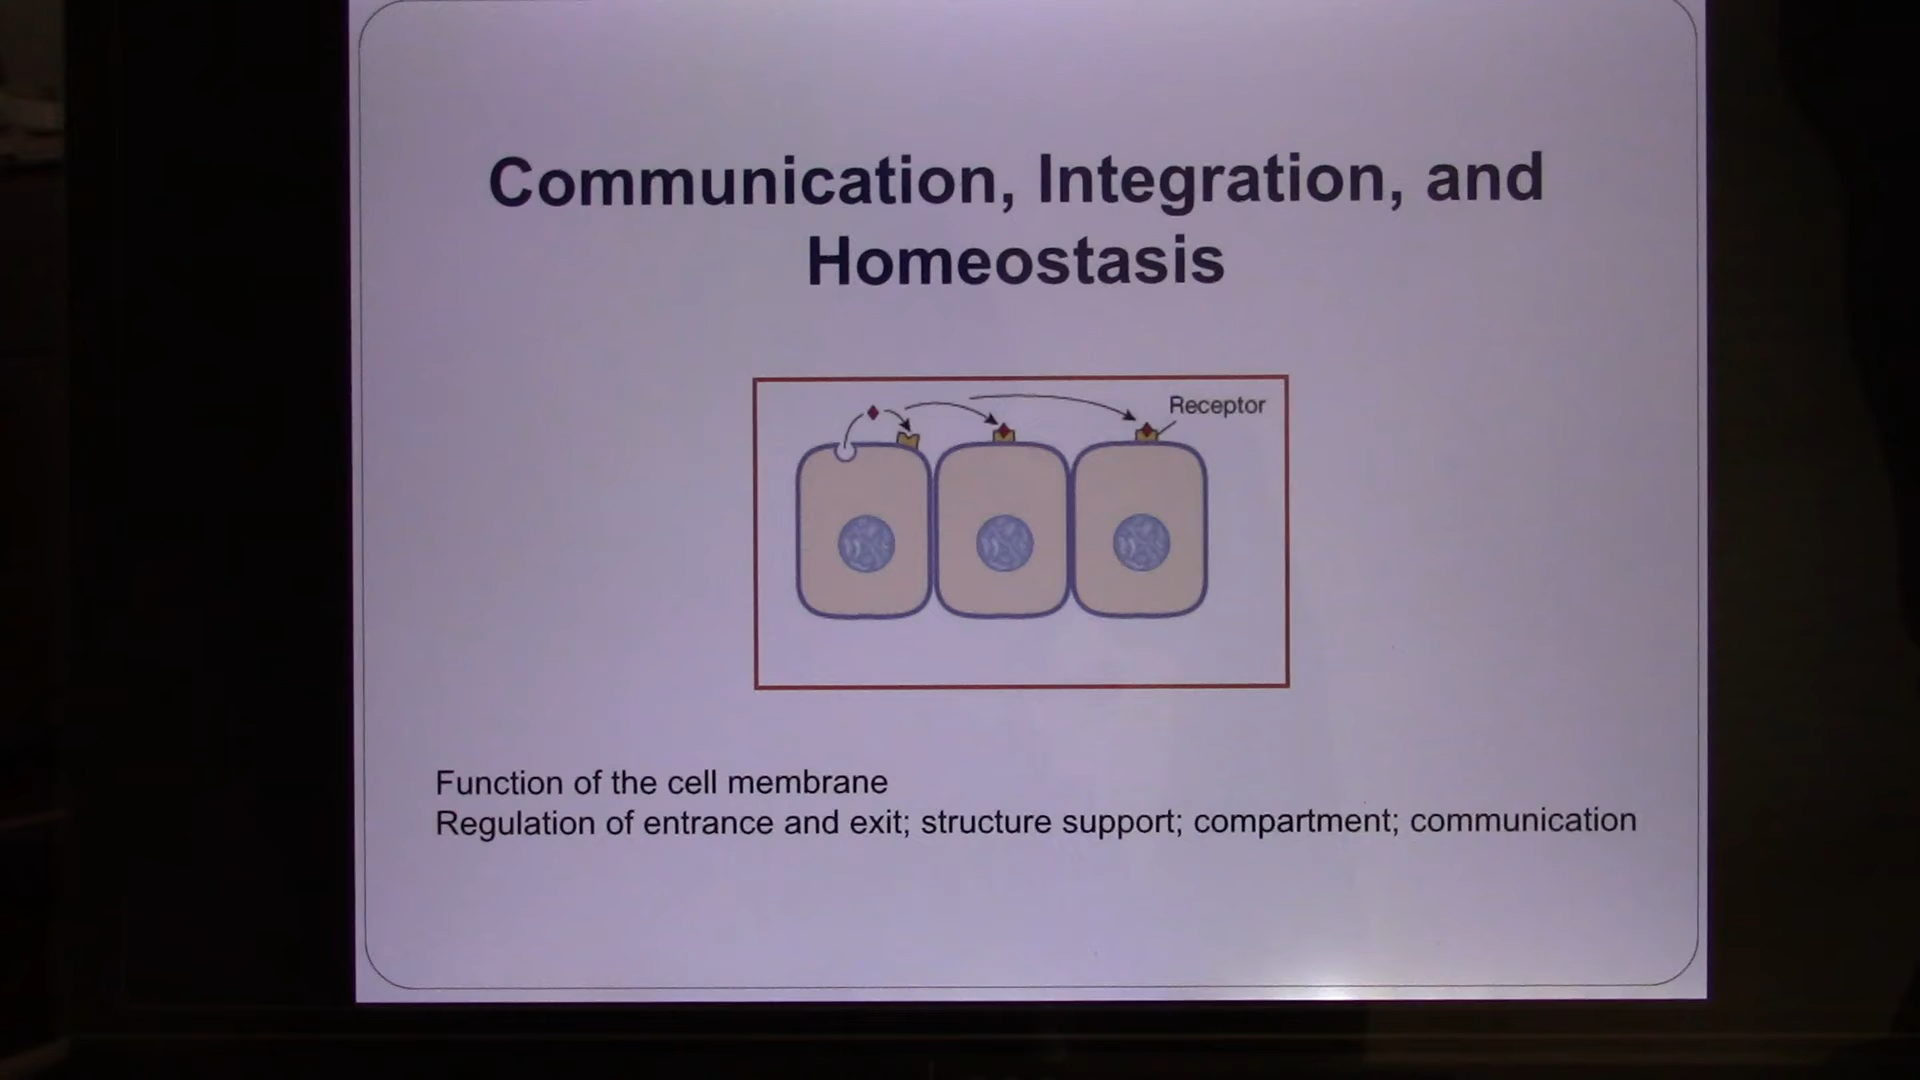 Communication, Integration, and
Homeostasis
Receptor
Function of the cell membrane
Regulation of entrance and exit; structure support; compartment; communication